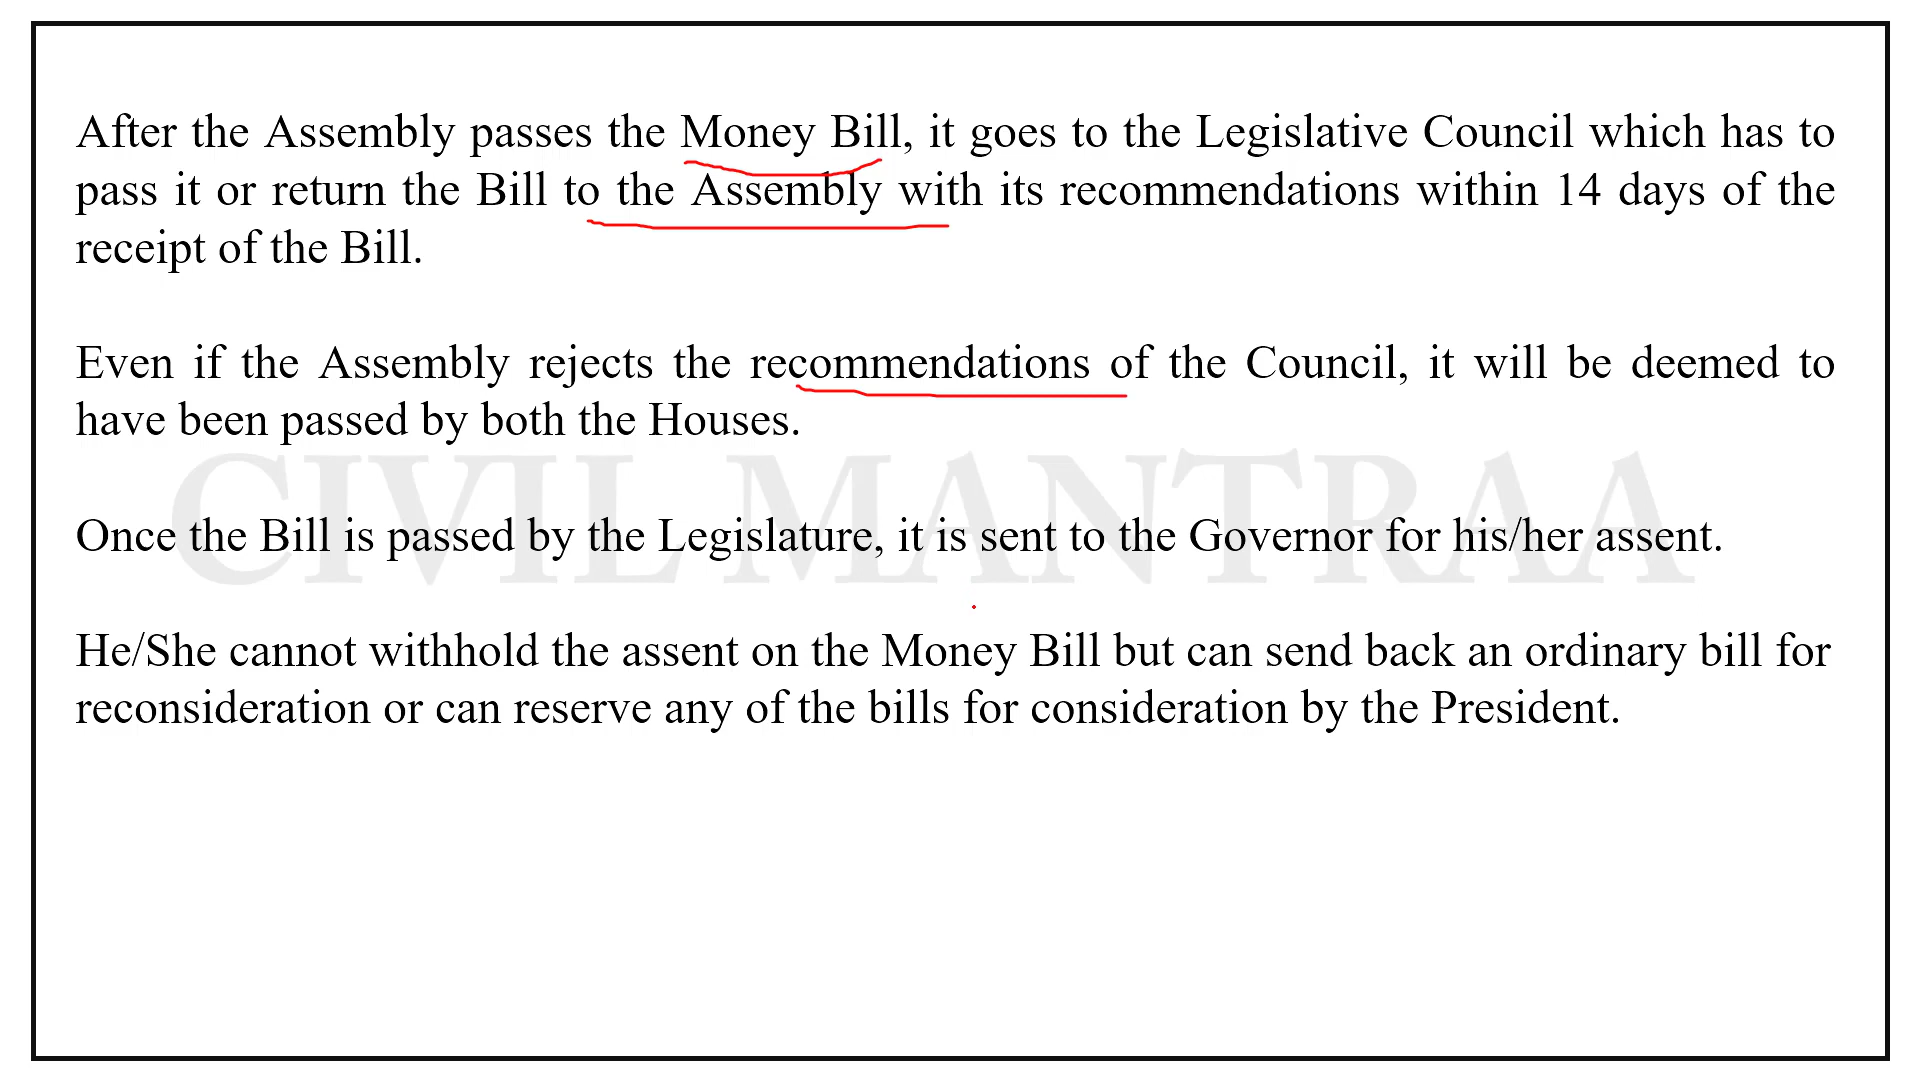 After the Assembly passes the Money Bill, it goes to the Legislative Council which has to
pass it or return the Bill to the Assembly with its recommendations within 14 days of the
receipt of the Bill.
Even if the Assembly rejects the recommendations of the Council, it will be deemed to
have been passed by both the Houses.
CIVIL MANTRAA
Once the Bill is passed by the Legislature, it is sent to the Governor for his/her assent.
He/She cannot withhold the assent on the Money Bill but can send back an ordinary bill for
reconsideration or can reserve any of the bills for consideration by the President.